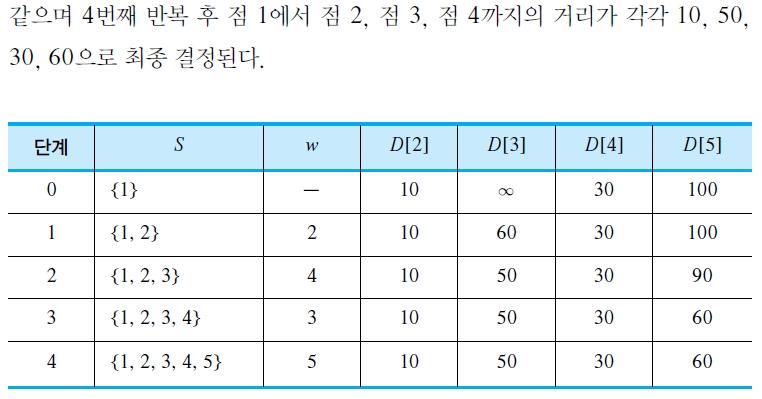 같으며 4번째 반복 후 점 1에서 점 2, 점 3, 점 4까지의 거리가 각각 10, 50,
30, 60으로 최종 결정된다.
단계 S w D[2] D[3] D[4] D[5]
0 {1} — 10 ∞ 30 100
1 {1, 2} 2 10 60 30 100
2 {1, 2, 3} 4 10 50 30 90
3 {1, 2, 3, 4} 3 10 50 30 60
4 {1, 2, 3, 4, 5} 5 10 50 30 60